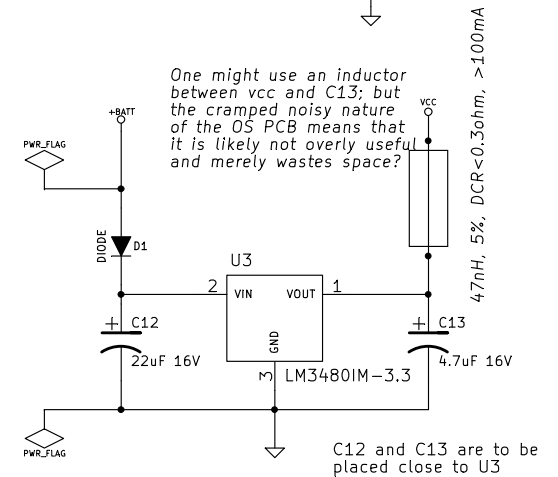 One might use an inductor
between vcc and C13; but
the cramped noisy nature
of the OS PCB means that
it is likely not overly useful
and merely wastes space?
47nH, 5%, DCR<0.3ohm, >100mA
+BATT
VCC
PWR_FLAG
DIODE
D1
U3
2
VIN
VOUT
1
GND
3
C12
22uF 16V
C13
4.7uF 16V
LM3480IM-3.3
PWR_FLAG
C12 and C13 are to be
placed close to U3